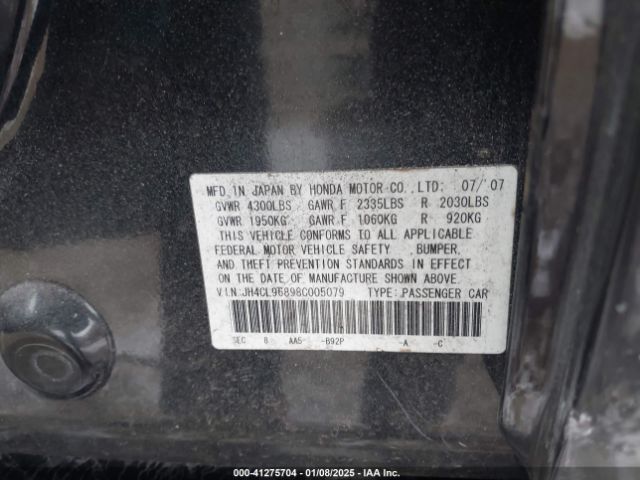 MFD IN JAPAN BY HONDA MOTOR CO., LTD: 07/'07
GVWR 4300LBS GAWR F 2335LBS R 2030LBS
GVWR 1950KG GAWR F 1060KG R 920KG
THIS VEHICLE CONFORMS TO ALL APPLICABLE
FEDERAL MOTOR VEHICLE SAFETY , BUMPER,
AND THEFT PREVENTION STANDARDS IN EFFECT
ON THE DATE OF MANUFACTURE SHOWN ABOVE.
VIN:JH4CL96898C005079 TYPE:PASSENGER CAR
SEC 8 AA5- -B92P -A -C
000-41275704 - 01/08/2025 - IAA Inc.